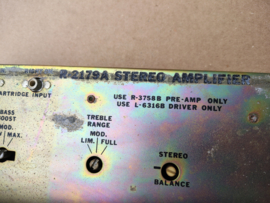 R-2179A STEREO AMPLIFIER
CARTRIDGE INPUT
USE R-3758B PRE-AMP ONLY
USE L-6316B DRIVER ONLY
BASS
BOOST
MOD.
MAX.
TREBLE
RANGE
MOD.
LIM. FULL
STEREO
BALANCE